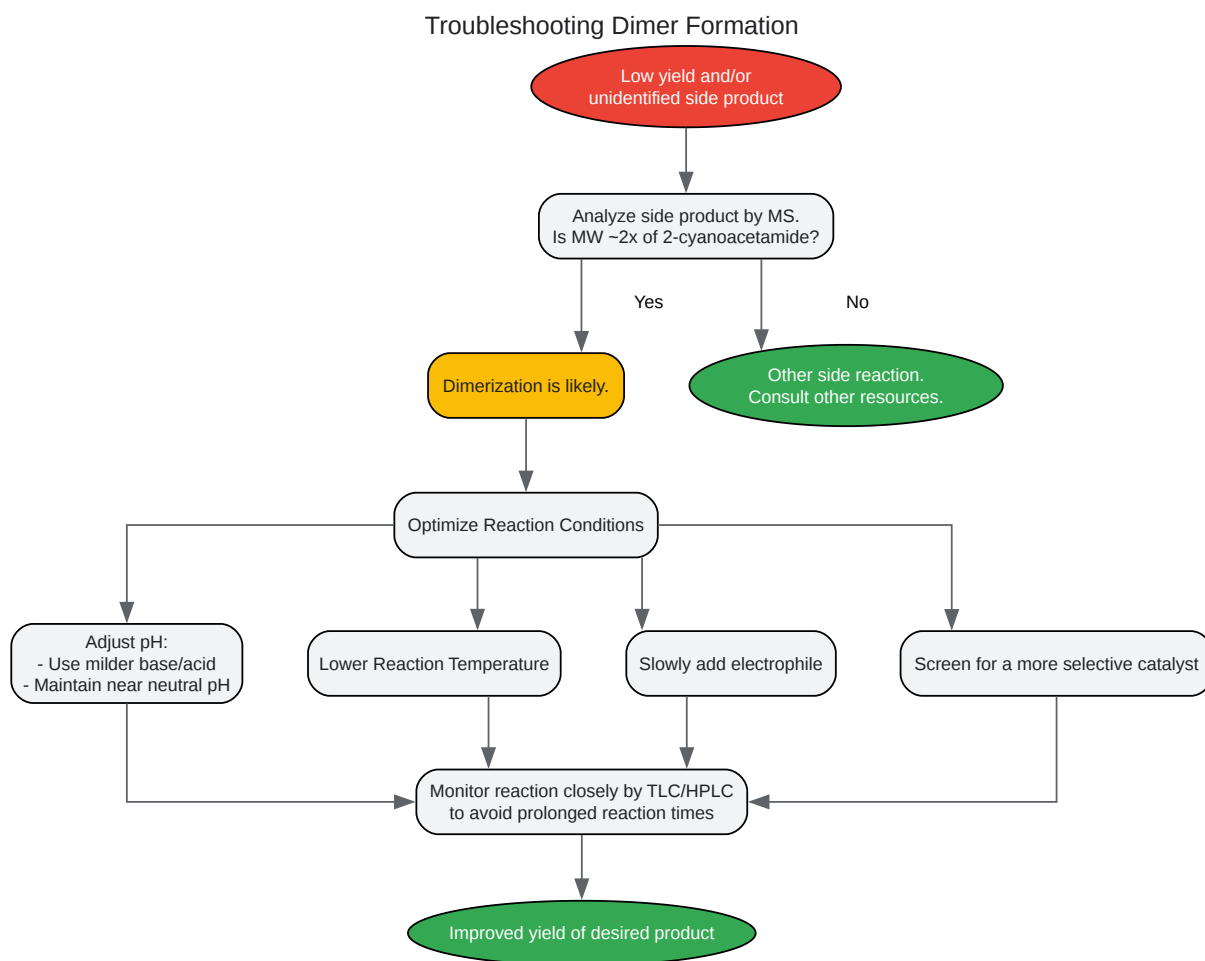 Troubleshooting Dimer Formation
Low yield and/or
unidentified side product
Analyze side product by MS.
Is MW ~2x of 2-cyanoacetamide?
Yes
No
Dimerization is likely.
Other side reaction.
Consult other resources.
Optimize Reaction Conditions
Adjust pH:
- Use milder base/acid
- Maintain near neutral pH
Lower Reaction Temperature
Slowly add electrophile
Screen for a more selective catalyst
Monitor reaction closely by TLC/HPLC
to avoid prolonged reaction times
Improved yield of desired product